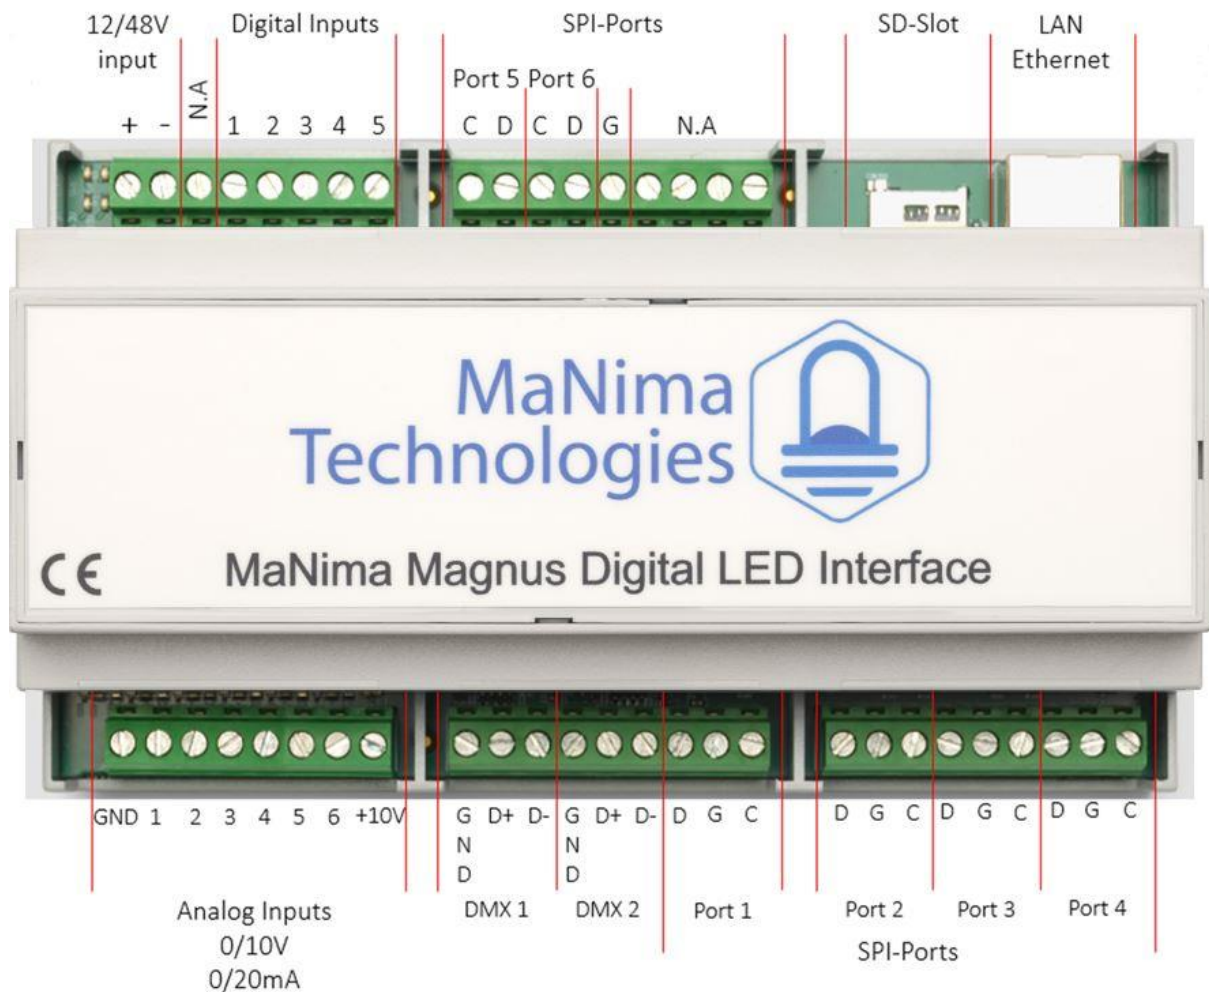 12/48V
input
N.A
Digital Inputs
SPI-Ports
SD-Slot
LAN
Ethernet
Port 5 Port 6
+ - 1 2 3 4 5
C D C D G N.A
MaNima
Technologies
CE MaNima Magnus Digital LED Interface
GND 1 2 3 4 5 6 +10V
GND D+ D- GND D+ D- D G C
D G C D G C D G C
Analog Inputs
0/10V
0/20mA
DMX 1 DMX 2 Port 1
Port 2 Port 3 Port 4
SPI-Ports